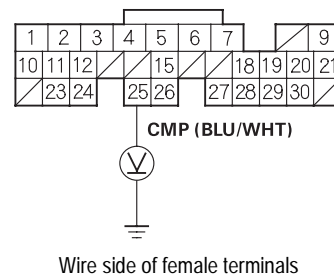 1 2 3 4 5 6 7 9
10 11 12 15 18 19 20 21
23 24 25 26 27 28 29 30
CMP (BLU/WHT)
V
Wire side of female terminals